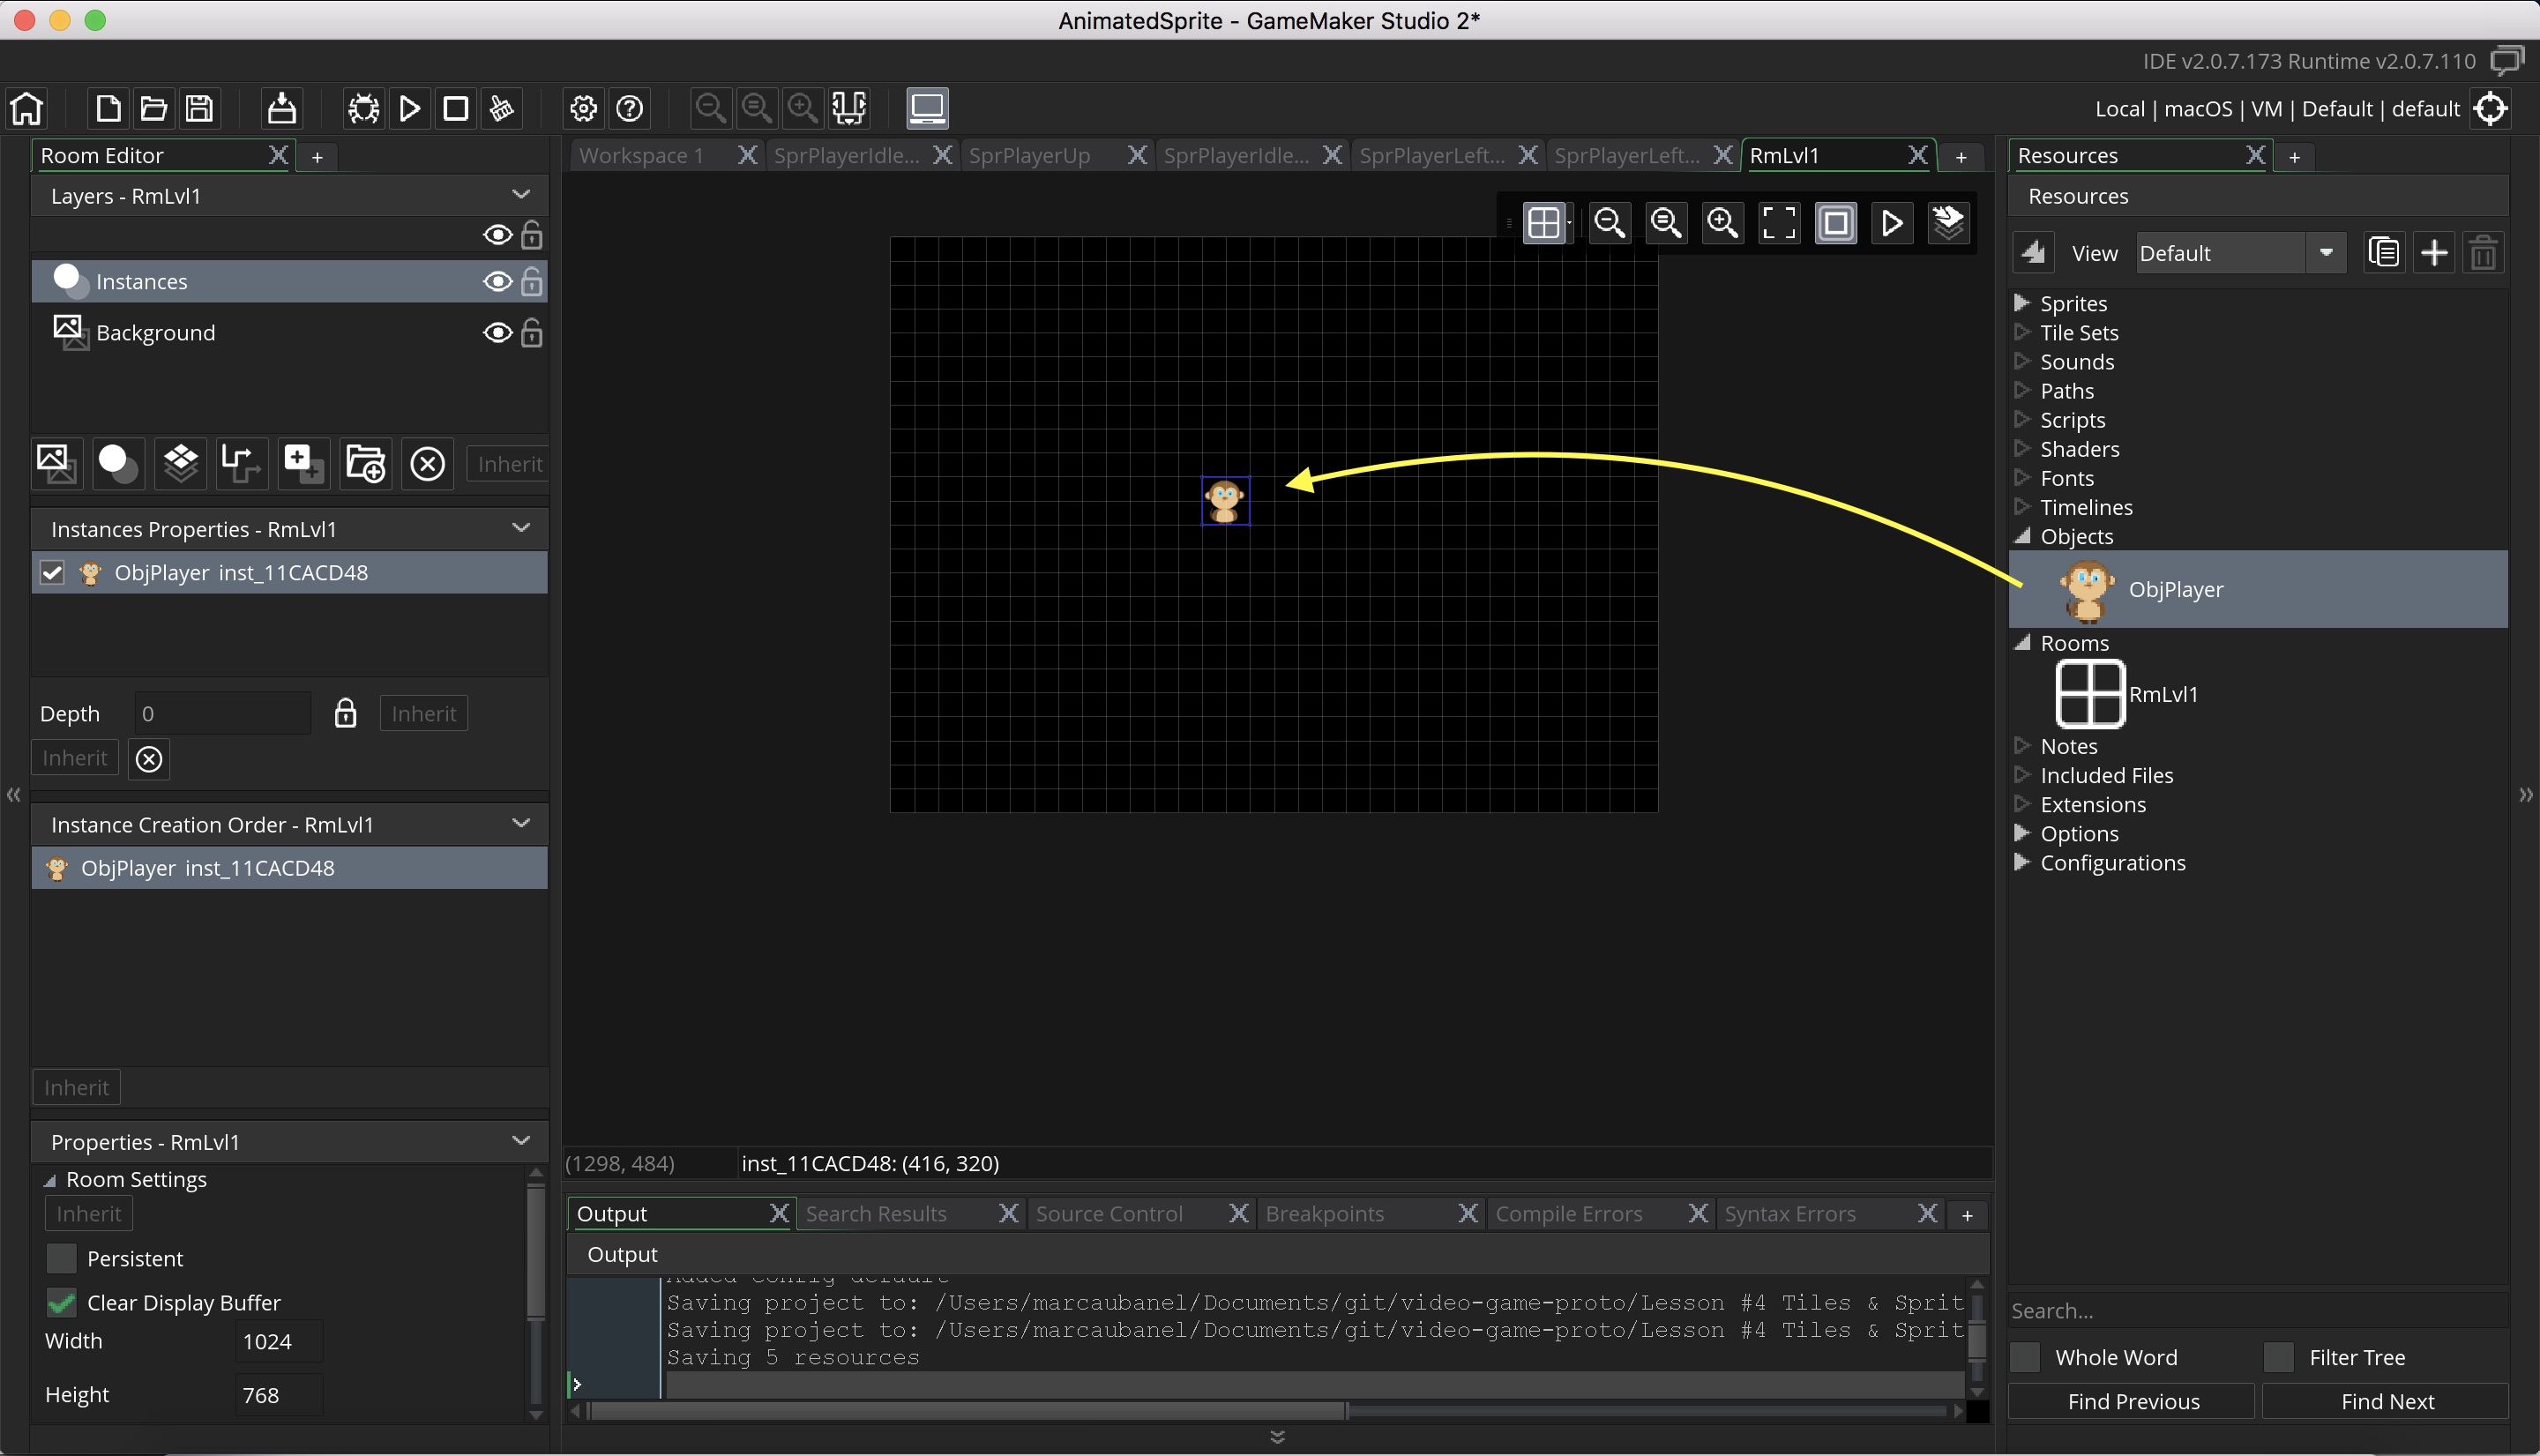 AnimatedSprite - GameMaker Studio 2*
IDE v2.0.7.173 Runtime v2.0.7.110
Local | macOS | VM | Default | default
Room Editor
Layers - RmLvl1
Instances
Background
Inherit
Instances Properties - RmLvl1
ObjPlayer inst_11CACD48
Depth 0 Inherit
Inherit
Instance Creation Order - RmLvl1
ObjPlayer inst_11CACD48
Inherit
Properties - RmLvl1
Room Settings
Inherit
Persistent
Clear Display Buffer
Width 1024
Height 768
Workspace 1 SprPlayerIdle... SprPlayerUp SprPlayerIdle... SprPlayerLeft... SprPlayerLeft... RmLvl1 +
(1298, 484) inst_11CACD48: (416, 320)
Output Search Results Source Control Breakpoints Compile Errors Syntax Errors +
Output
Added Config default
Saving project to: /Users/marcaubanel/Documents/git/video-game-proto/Lesson #4 Tiles & Sprit
Saving project to: /Users/marcaubanel/Documents/git/video-game-proto/Lesson #4 Tiles & Sprit
Saving 5 resources
Resources
Resources
View Default
Sprites
Tile Sets
Sounds
Paths
Scripts
Shaders
Fonts
Timelines
Objects
ObjPlayer
Rooms
RmLvl1
Notes
Included Files
Extensions
Options
Configurations
Search...
Whole Word Filter Tree
Find Previous Find Next